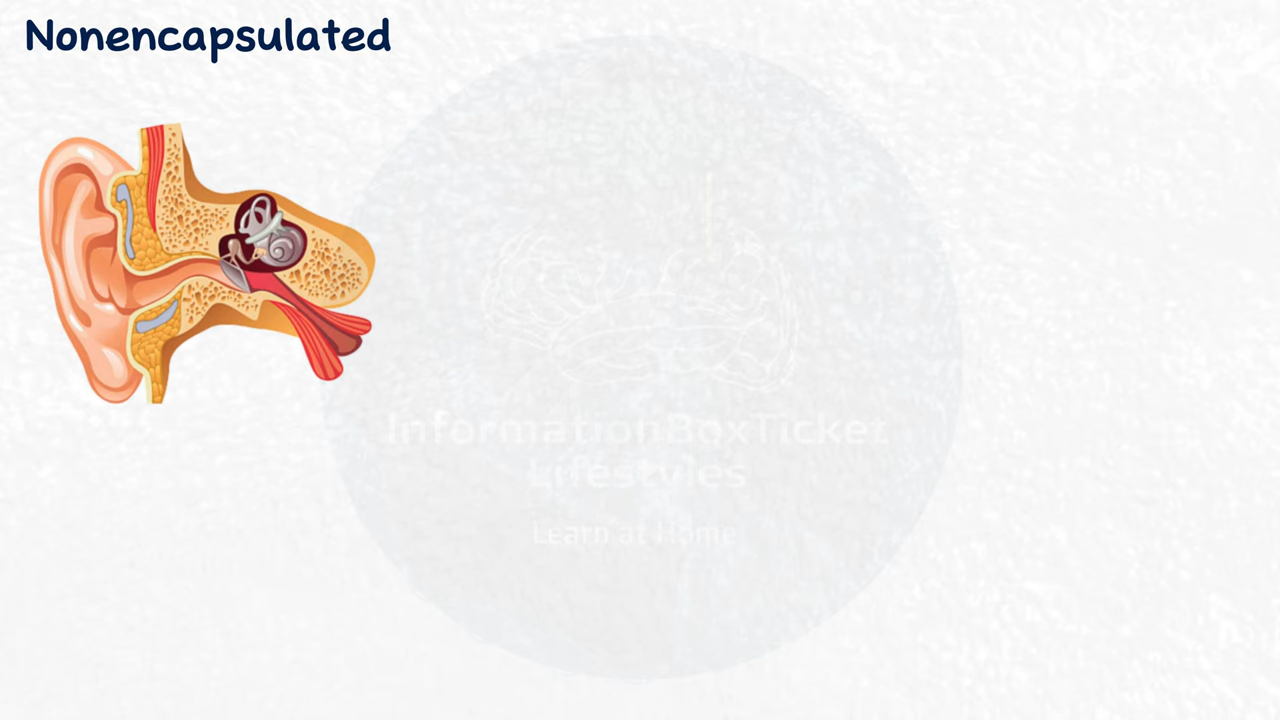 Nonencapsulated
InformationBoxTicket
Lifestyles
Learn at Home